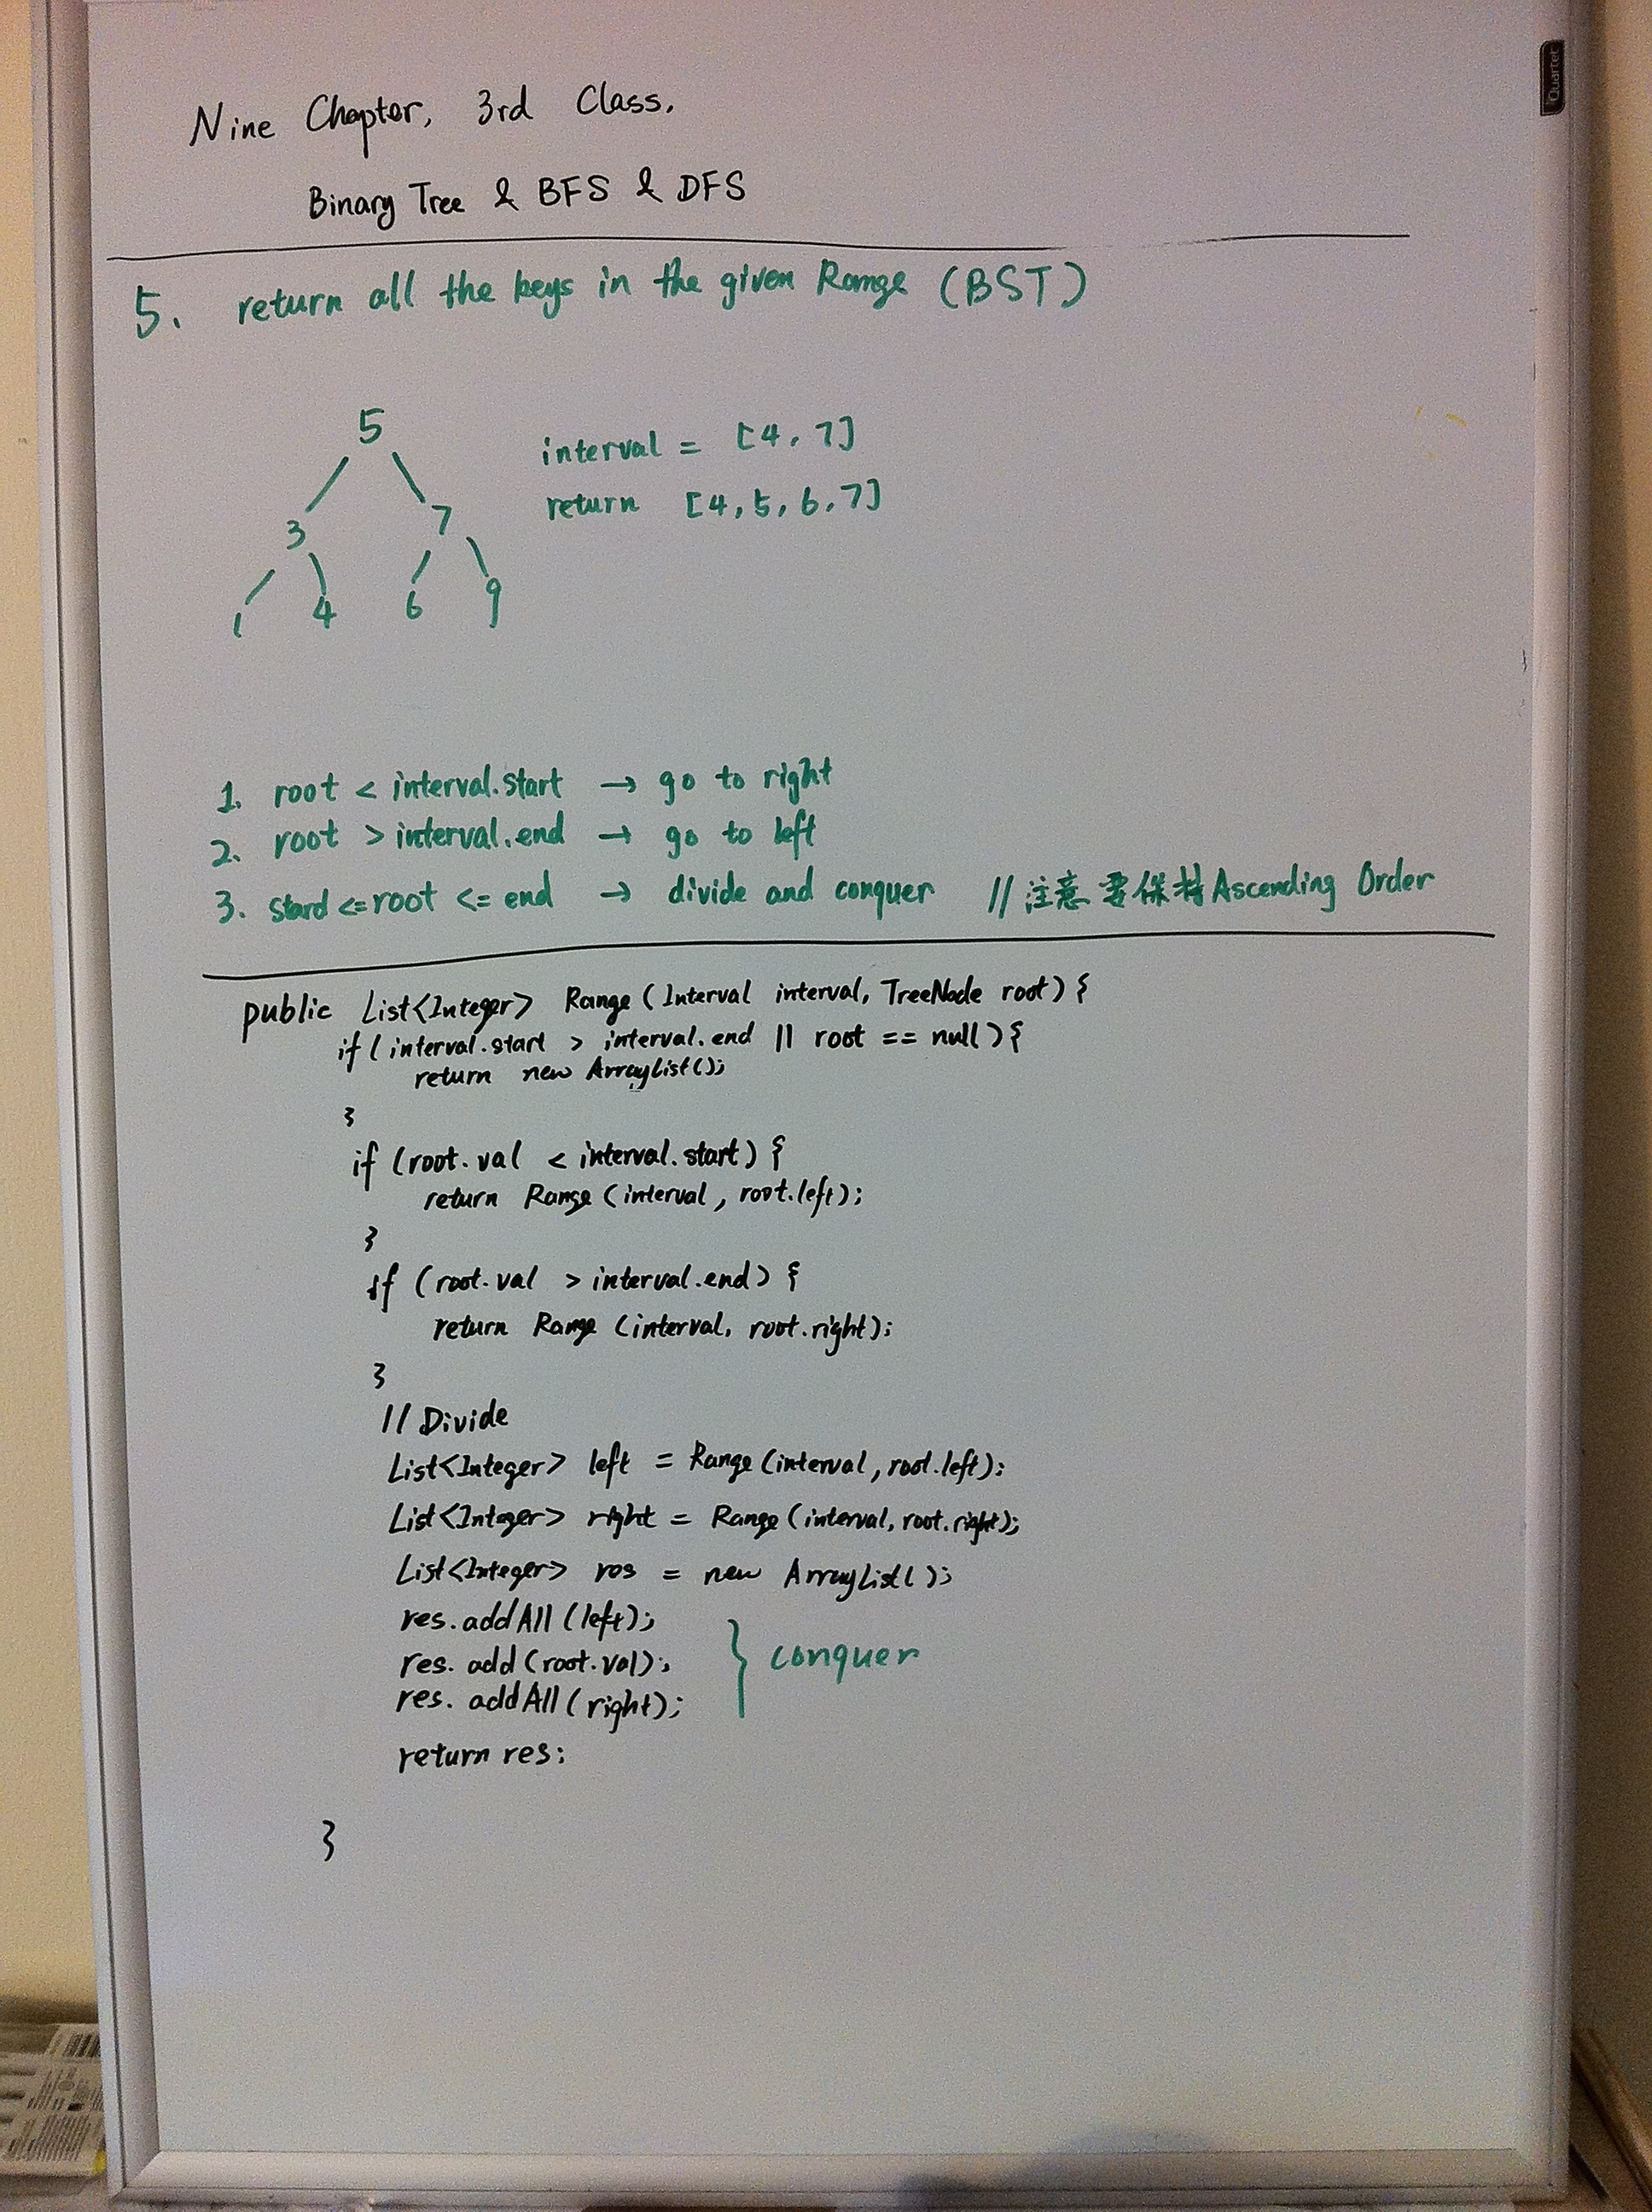 Quartet
Nine Chapter, 3rd Class.
Binary Tree & BFS & DFS
5. return all the keys in the given Range (BST)
5
interval = [4, 7]
return [4, 5, 6, 7]
3 7
1 4 6 9
1. root < interval.start → go to right
2. root > interval.end → go to left
3. stard <= root <= end → divide and conquer // 注意 要保持 Ascending Order
public List<Integer> Range (Interval interval, TreeNode root) {
if (interval.start > interval.end || root == null) {
return new ArrayList();
}
if (root.val < interval.start) {
return Range (interval, root.left);
}
if (root.val > interval.end) {
return Range (interval, root.right);
}
// Divide
List<Integer> left = Range (interval, root.left);
List<Integer> right = Range (interval, root.right);
List<Integer> res = new ArrayList();
res.addAll (left);
res. add (root.val);
res. addAll (right);
} conquer
return res;
}